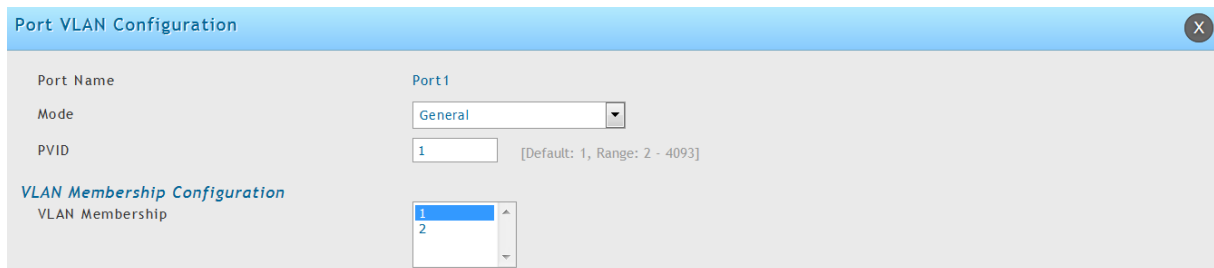 Port VLAN Configuration X
Port Name Port1
Mode General
PVID 1 [Default: 1, Range: 2 - 4093]
VLAN Membership Configuration
VLAN Membership 1
2